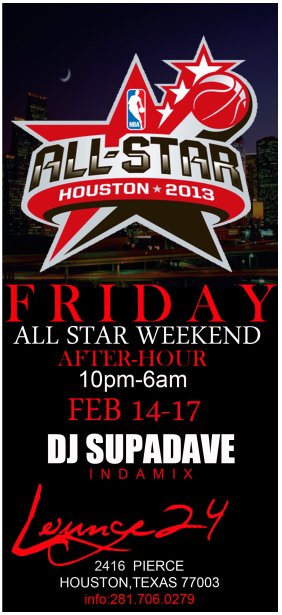 NBA
ALL-STAR
HOUSTON ★ 2013
FRIDAY
ALL STAR WEEKEND
AFTER-HOUR
10pm-6am
FEB 14-17
DJ SUPADAVE
INDAMIX
Lounge 24
2416 PIERCE
HOUSTON,TEXAS 77003
info:281.706.0279